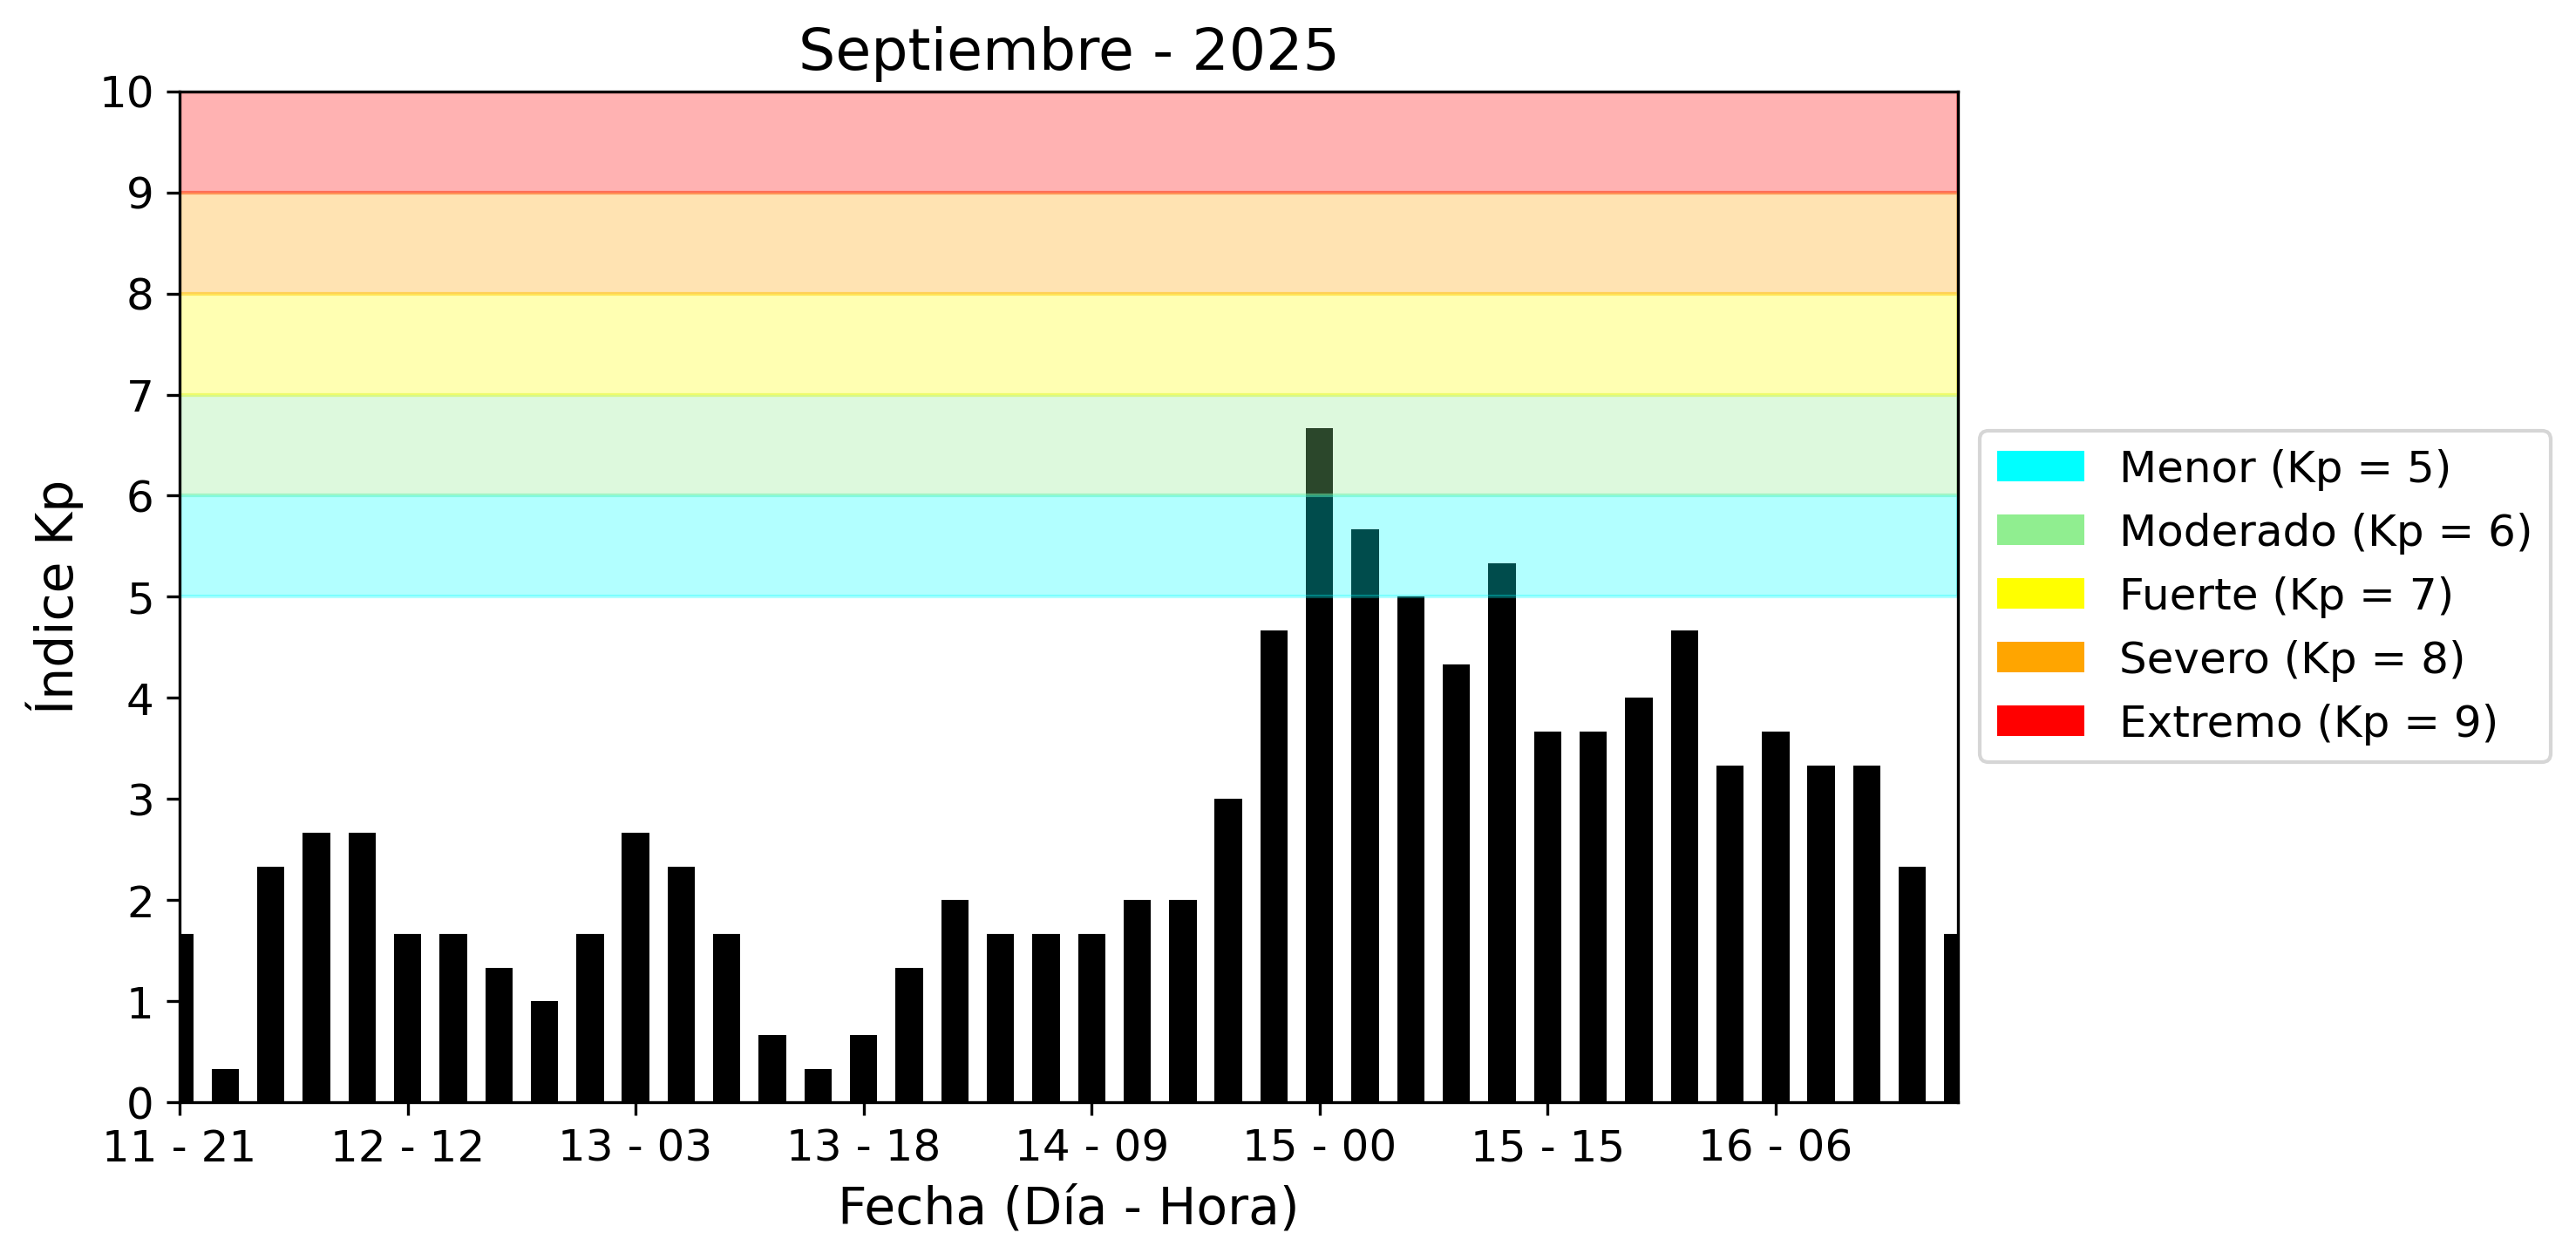 Septiembre - 2025
10
9
8
7
6
5
4
3
2
1
0
Índice Kp
11 - 21
12 - 12
13 - 03
13 - 18
14 - 09
15 - 00
15 - 15
16 - 06
Fecha (Día - Hora)
Menor (Kp = 5)
Moderado (Kp = 6)
Fuerte (Kp = 7)
Severo (Kp = 8)
Extremo (Kp = 9)